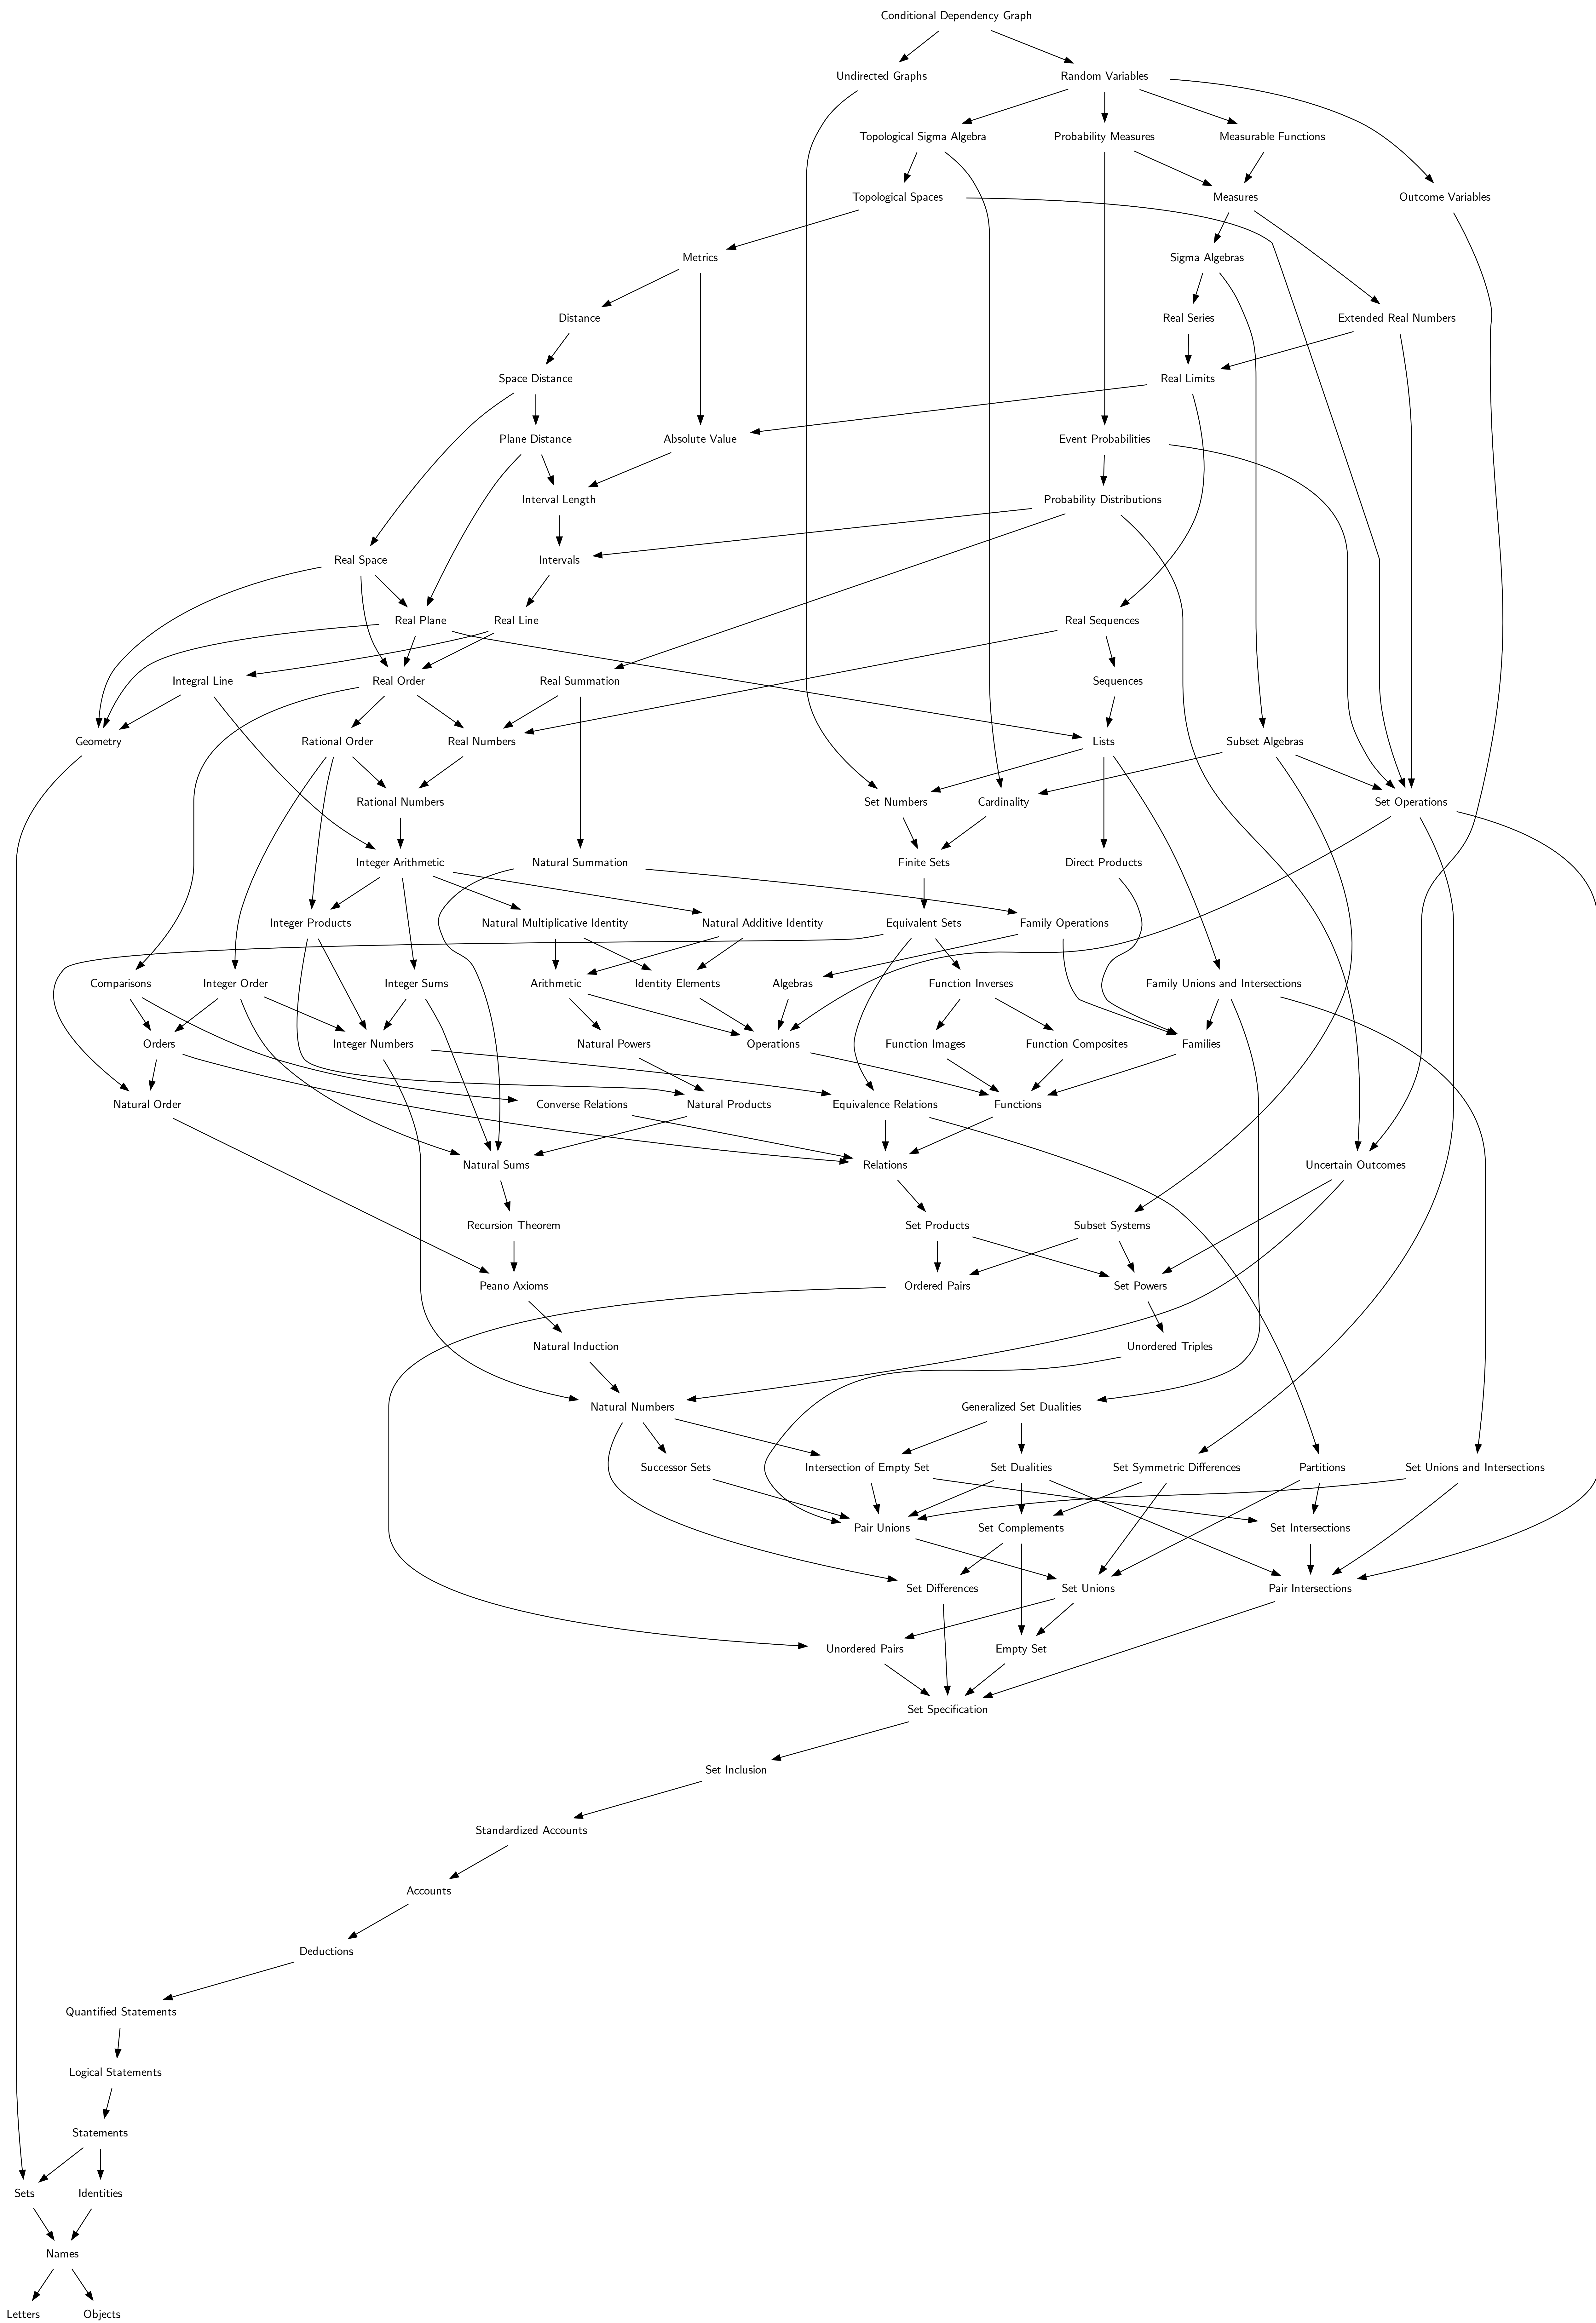 Conditional Dependency Graph
Undirected Graphs
Random Variables
Topological Sigma Algebra
Probability Measures
Measurable Functions
Topological Spaces
Measures
Outcome Variables
Metrics
Sigma Algebras
Distance
Real Series
Extended Real Numbers
Space Distance
Real Limits
Plane Distance
Absolute Value
Event Probabilities
Interval Length
Probability Distributions
Real Space
Intervals
Real Plane
Real Line
Real Sequences
Integral Line
Real Order
Real Summation
Sequences
Geometry
Rational Order
Real Numbers
Lists
Subset Algebras
Rational Numbers
Set Numbers
Cardinality
Set Operations
Integer Arithmetic
Natural Summation
Finite Sets
Direct Products
Integer Products
Natural Multiplicative Identity
Natural Additive Identity
Equivalent Sets
Family Operations
Comparisons
Integer Order
Integer Sums
Arithmetic
Identity Elements
Algebras
Function Inverses
Family Unions and Intersections
Orders
Integer Numbers
Natural Powers
Operations
Function Images
Function Composites
Families
Natural Order
Converse Relations
Natural Products
Equivalence Relations
Functions
Natural Sums
Relations
Uncertain Outcomes
Recursion Theorem
Set Products
Subset Systems
Peano Axioms
Ordered Pairs
Set Powers
Natural Induction
Unordered Triples
Natural Numbers
Generalized Set Dualities
Successor Sets
Intersection of Empty Set
Set Dualities
Set Symmetric Differences
Partitions
Set Unions and Intersections
Pair Unions
Set Complements
Set Intersections
Set Differences
Set Unions
Pair Intersections
Unordered Pairs
Empty Set
Set Specification
Set Inclusion
Standardized Accounts
Accounts
Deductions
Quantified Statements
Logical Statements
Statements
Sets
Identities
Names
Letters
Objects